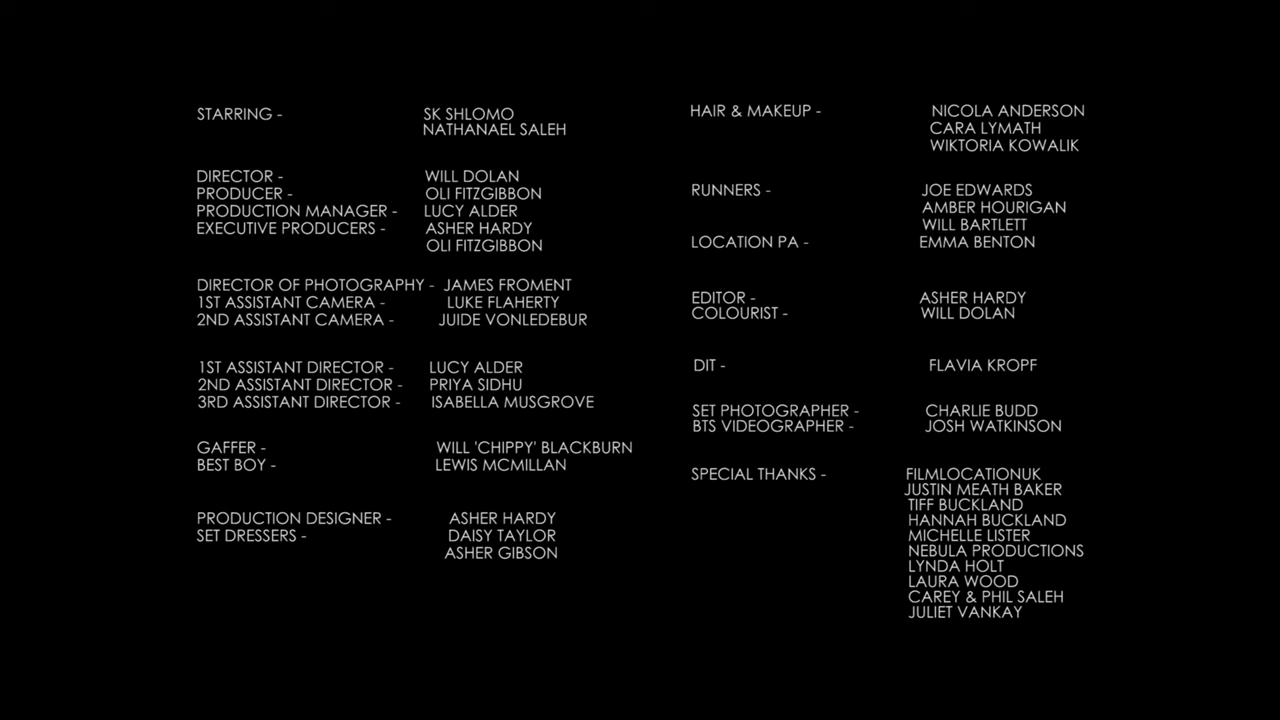 STARRING - SK SHLOMO
NATHANAEL SALEH
DIRECTOR - WILL DOLAN
PRODUCER - OLI FITZGIBBON
PRODUCTION MANAGER - LUCY ALDER
EXECUTIVE PRODUCERS - ASHER HARDY
OLI FITZGIBBON
DIRECTOR OF PHOTOGRAPHY - JAMES FROMENT
1ST ASSISTANT CAMERA - LUKE FLAHERTY
2ND ASSISTANT CAMERA - JUIDE VONLEDEBUR
1ST ASSISTANT DIRECTOR - LUCY ALDER
2ND ASSISTANT DIRECTOR - PRIYA SIDHU
3RD ASSISTANT DIRECTOR - ISABELLA MUSGROVE
GAFFER - WILL 'CHIPPY' BLACKBURN
BEST BOY - LEWIS MCMILLAN
PRODUCTION DESIGNER - ASHER HARDY
SET DRESSERS - DAISY TAYLOR
ASHER GIBSON
HAIR & MAKEUP - NICOLA ANDERSON
CARA LYMATH
WIKTORIA KOWALIK
RUNNERS - JOE EDWARDS
AMBER HOURIGAN
WILL BARTLETT
LOCATION PA - EMMA BENTON
EDITOR - ASHER HARDY
COLOURIST - WILL DOLAN
DIT - FLAVIA KROPF
SET PHOTOGRAPHER - CHARLIE BUDD
BTS VIDEOGRAPHER - JOSH WATKINSON
SPECIAL THANKS - FILMLOCATIONUK
JUSTIN MEATH BAKER
TIFF BUCKLAND
HANNAH BUCKLAND
MICHELLE LISTER
NEBULA PRODUCTIONS
LYNDA HOLT
LAURA WOOD
CAREY & PHIL SALEH
JULIET VANKAY